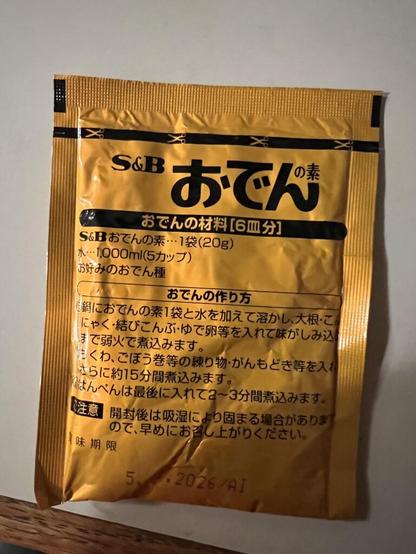 S&B おでんの素
おでんの材料[6皿分]
S&Bおでんの素…1袋(20g)
水…1,000ml(5カップ)
お好みのおでん種
おでんの作り方
鍋におでんの素1袋と水を加えて溶かし、大根・こ
にゃく・結びこんぶ・ゆで卵等を入れて味がしみ込
まで弱火で煮込みます。
くわ、ごぼう巻等の練り物・がんもどき等を入
さらに約15分間煮込みます。
はんぺんは最後に入れて2~3分間煮込みます。
注意 開封後は吸湿により固まる場合がありま
ので、早めにお召し上がりください。
味期限
2026/AI